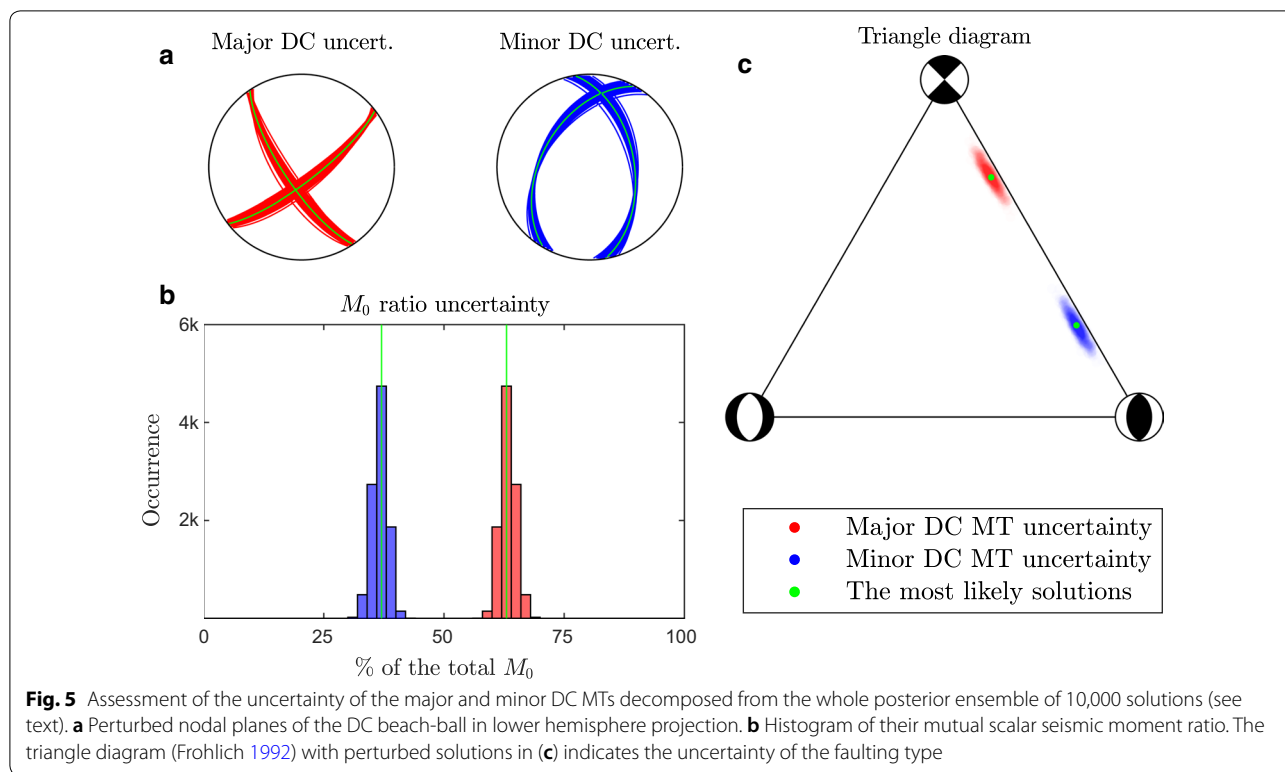 a
Major DC uncert.
Minor DC uncert.
b
M₀ ratio uncertainty
6k
4k
2k
Occurrence
0 25 50 75 100
% of the total M₀
c
Triangle diagram
Major DC MT uncertainty
Minor DC MT uncertainty
The most likely solutions
Fig. 5 Assessment of the uncertainty of the major and minor DC MTs decomposed from the whole posterior ensemble of 10,000 solutions (see
text). a Perturbed nodal planes of the DC beach-ball in lower hemisphere projection. b Histogram of their mutual scalar seismic moment ratio. The
triangle diagram (Frohlich 1992) with perturbed solutions in (c) indicates the uncertainty of the faulting type